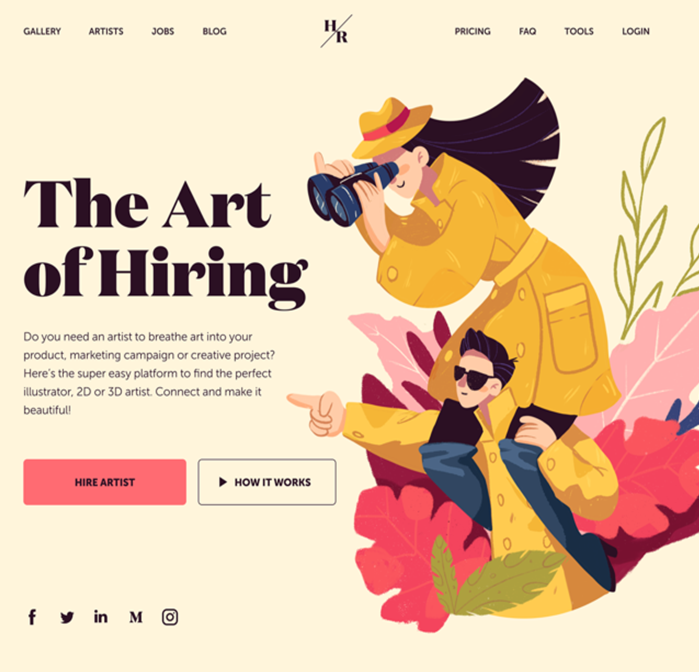 GALLERY ARTISTS JOBS BLOG H/R PRICING FAQ TOOLS LOGIN
The Art
of Hiring
Do you need an artist to breathe art into your
product, marketing campaign or creative project?
Here's the super easy platform to find the perfect
illustrator, 2D or 3D artist. Connect and make it
beautiful!
HIRE ARTIST HOW IT WORKS
f in M